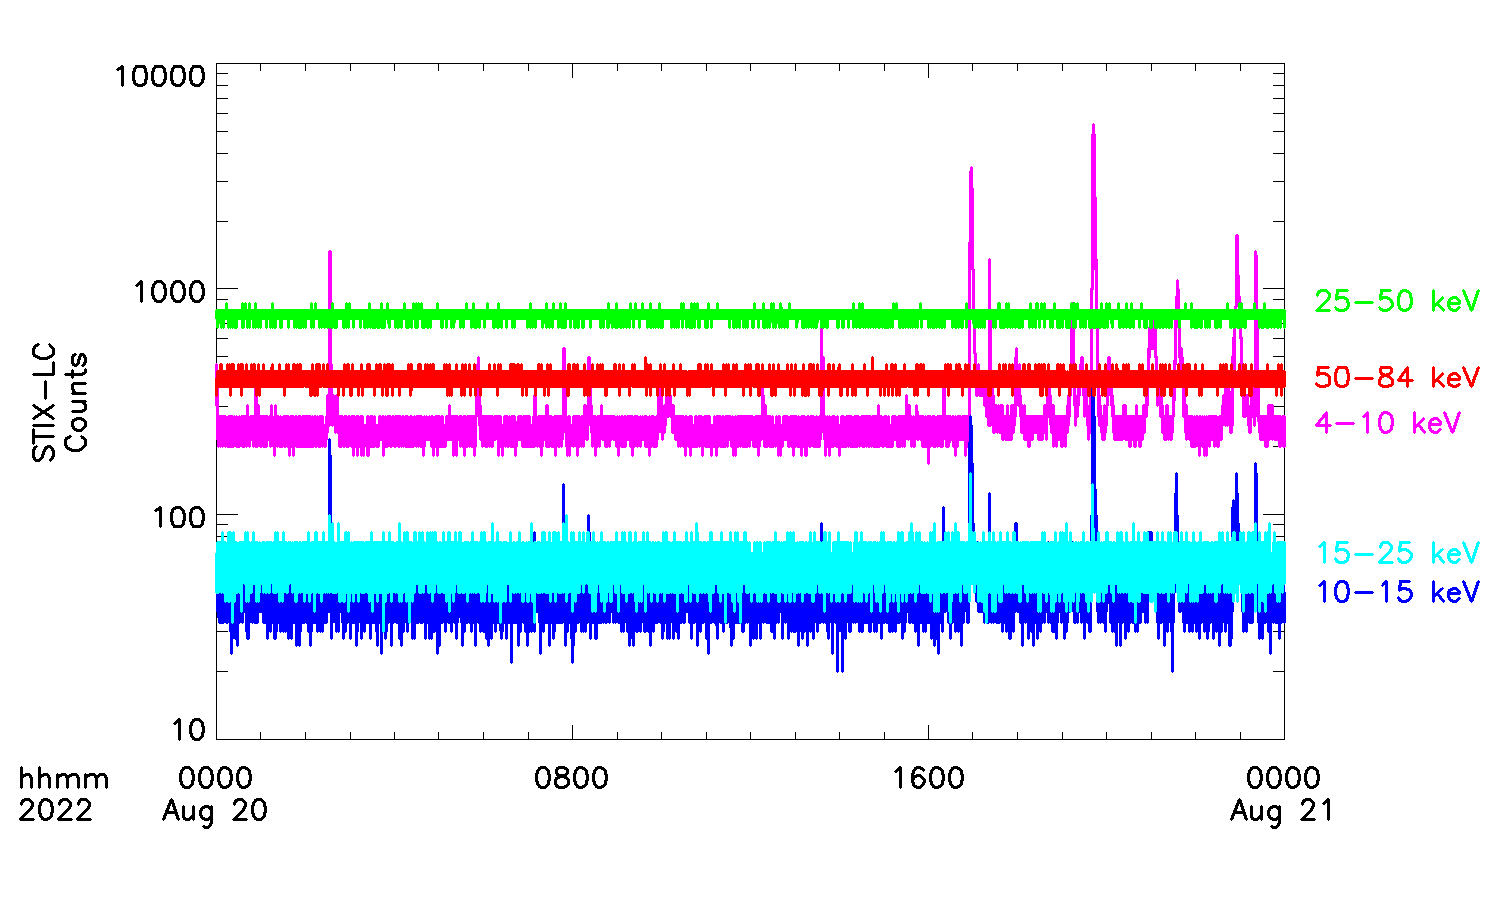 10000
1000
100
10
STIX-LC
Counts
25-50 keV
50-84 keV
4-10 keV
15-25 keV
10-15 keV
hhmm 0000 0800 1600 0000
2022 Aug 20 Aug 21